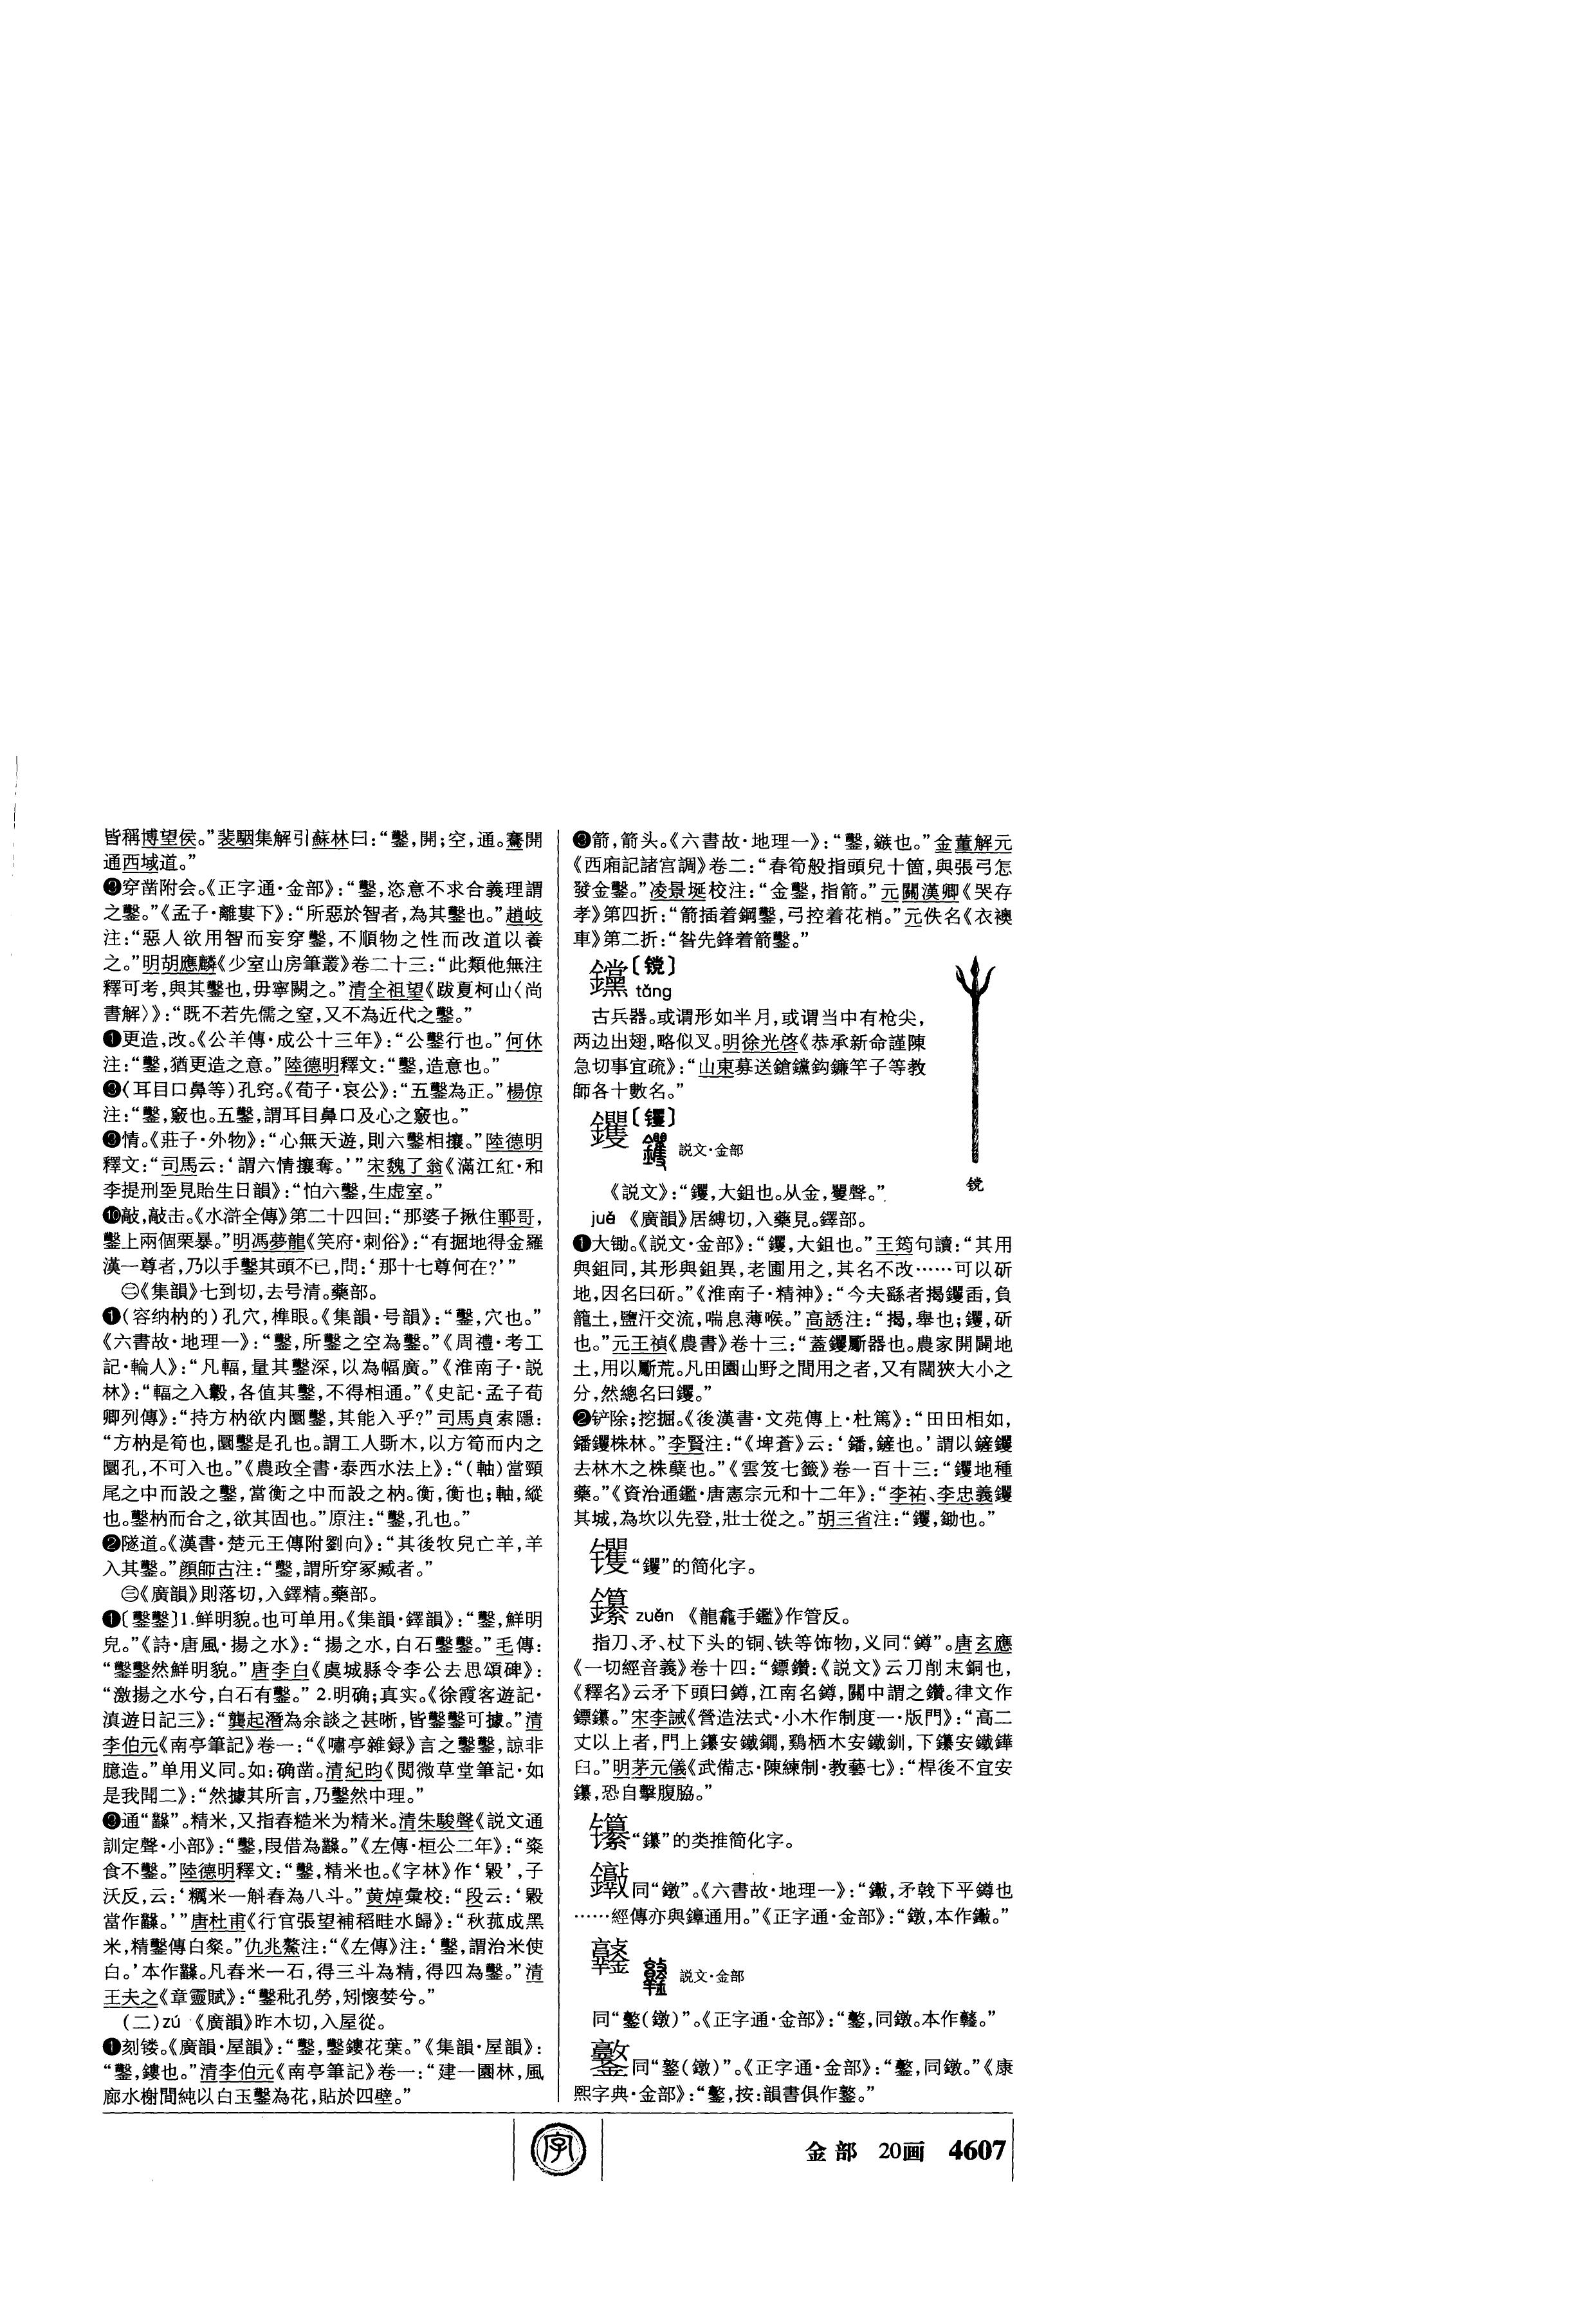 皆稱博望侯。”裴駰集解引蘇林曰：“鑿，開；空，通。騫開
通西域道。”
穿凿附会。《正字通·金部》：“鑿，恣意不求合義理謂
之鑿。”《孟子·離婁下》：“所惡於智者，為其鑿也。”趙岐
注：“惡人欲用智而妄穿鑿，不順物之性而改道以養
之。”明胡應麟《少室山房筆叢》卷二十三：“此類他無注
釋可考，與其鑿也，毋寧闕之。”清全祖望《跋夏柯山〈尚
書解〉》：“既不若先儒之窒，又不為近代之鑿。”
更造，改。《公羊傳·成公十三年》：“公鑿行也。”何休
注：“鑿，猶更造之意。”陸德明釋文：“鑿，造意也。”
（耳目口鼻等）孔窍。《荀子·哀公》：“五鑿為正。”楊倞
注：“鑿，竅也。五鑿，謂耳目鼻口及心之竅也。”
情。《莊子·外物》：“心無天遊，則六鑿相攘。”陸德明
釋文：“司馬云：‘謂六情攘奪。’”宋魏了翁《滿江紅·和
李提刑坙見貽生日韻》：“怕六鑿，生虚室。”
❿敲，敲击。《水滸全傳》第二十四回：“那婆子揪住鄆哥，
鑿上兩個栗暴。”明馮夢龍《笑府·刺俗》：“有掘地得金羅
漢一尊者，乃以手鑿其頭不已，問：‘那十七尊何在？’”
㊁《集韻》七到切，去号清。藥部。
❶（容纳枘的）孔穴，榫眼。《集韻·号韻》：“鑿，穴也。”
《六書故·地理一》：“鑿，所鑿之空為鑿。”《周禮·考工
記·輪人》：“凡輻，量其鑿深，以為幅廣。”《淮南子·説
林》：“輻之入轂，各值其鑿，不得相通。”《史記·孟子荀
卿列傳》：“持方枘欲内圜鑿，其能入乎？”司馬貞索隱：
“方枘是筍也，圜鑿是孔也。謂工人斲木，以方筍而内之
圜孔，不可入也。”《農政全書·泰西水法上》：“（軸）當頸
尾之中而設之鑿，當衡之中而設之枘。衡，衡也；軸，縱
也。鑿枘而合之，欲其固也。”原注：“鑿，孔也。”
❷隧道。《漢書·楚元王傳附劉向》：“其後牧兒亡羊，羊
入其鑿。”顔師古注：“鑿，謂所穿冢臧者。”
㊂《廣韻》則落切，入鐸精。藥部。
❶〔鑿鑿〕1.鲜明貌。也可单用。《集韻·鐸韻》：“鑿，鮮明
皃。”《詩·唐風·揚之水》：“揚之水，白石鑿鑿。”毛傳：
“鑿鑿然鮮明貌。”唐李白《虞城縣令李公去思頌碑》：
“激揚之水兮，白石有鑿。” 2.明确；真实。《徐霞客遊記·
滇遊日記三》：“龔起潛為余談之甚晰，皆鑿鑿可據。”清
李伯元《南亭筆記》卷一：“《嘯亭雜録》言之鑿鑿，諒非
臆造。”单用义同。如：确凿。清紀昀《閲微草堂筆記·如
是我聞二》：“然據其所言，乃鑿然中理。”
❷通“糳”。精米，又指舂糙米为精米。清朱駿聲《説文通
訓定聲·小部》：“鑿，叚借為糳。”《左傳·桓公二年》：“粢
食不鑿。”陸德明釋文：“鑿，精米也。《字林》作‘毇’，子
沃反，云：‘糲米一斛舂為八斗。”黄焯彙校：“段云：‘毇
當作糳。’”唐杜甫《行官張望補稻畦水歸》：“秋菰成黑
米，精鑿傳白粲。”仇兆鰲注：“《左傳》注：‘鑿，謂治米使
白。’本作糳。凡舂米一石，得三斗為精，得四為鑿。”清
王夫之《章靈賦》：“鑿秕孔勞，矧懷婪兮。”
（二）zú 《廣韻》昨木切，入屋從。
❶刻镂。《廣韻·屋韻》：“鑿，鑿鏤花葉。”《集韻·屋韻》：
“鑿，鏤也。”清李伯元《南亭筆記》卷一：“建一園林，風
廊水榭間純以白玉鑿為花，貼於四壁。”
❷箭，箭头。《六書故·地理一》：“鑿，鏃也。”金董解元
《西廂記諸宫調》卷二：“春筍般指頭兒十箇，與張弓怎
發金鑿。”凌景埏校注：“金鑿，指箭。”元關漢卿《哭存
孝》第四折：“箭插着鋼鑿，弓控着花梢。”元佚名《衣襖
車》第二折：“昝先鋒着箭鑿。”
钂〔镋〕
tǎng
古兵器。或谓形如半月，或谓当中有枪尖，
两边出翅，略似叉。明徐光啓《恭承新命謹陳
急切事宜疏》：“山東募送鎗钂鈎鐮竿子等教
師各十數名。”
镋
钁〔䦆〕
説文·金部
《説文》：“钁，大鉏也。从金，矍聲。”
juě 《廣韻》居縛切，入藥見。鐸部。
❶大锄。《説文·金部》：“钁，大鉏也。”王筠句讀：“其用
與鉏同，其形與鉏異，老圃用之，其名不改……可以斫
地，因名曰斫。”《淮南子·精神》：“今夫繇者揭钁臿，負
籠土，鹽汗交流，喘息薄喉。”高誘注：“揭，舉也；钁，斫
也。”元王禎《農書》卷十三：“蓋钁斸器也。農家開闢地
土，用以斸荒。凡田園山野之間用之者，又有闊狹大小之
分，然總名曰钁。”
❷铲除；挖掘。《後漢書·文苑傳上·杜篤》：“田田相如，
鐇钁株林。”李賢注：“《埤蒼》云：‘鐇，鏟也。’謂以鏟钁
去林木之株蘖也。”《雲笈七籤》卷一百十三：“钁地種
藥。”《資治通鑑·唐憲宗元和十二年》：“李祐、李忠義钁
其城，為坎以先登，壯士從之。”胡三省注：“钁，鋤也。”
䦆“钁”的简化字。
zuǎn 《龍龕手鑑》作管反。
指刀、矛、杖下头的铜、铁等饰物，义同“鐏”。唐玄應
《一切經音義》卷十四：“鏢鑽：《説文》云刀削末銅也，
《釋名》云矛下頭曰鐏，江南名鐏，關中謂之鑽。律文作
鏢。”宋李誡《營造法式·小木作制度一·版門》：“高二
丈以上者，門上安鐵鐧，鷄栖木安鐵釧，下安鐵鞾
臼。”明茅元儀《武備志·陳練制·教藝七》：“桿後不宜安
，恐自擊腹脇。”
“”的类推简化字。
同“鐓”。《六書故·地理一》：“，矛戟下平鐏也
……經傳亦與錞通用。”《正字通·金部》：“鐓，本作。”
説文·金部
同“鐜（鐓）”。《正字通·金部》：“鐜，同鐓。本作。”
同“鐜（鐓）”。《正字通·金部》：“，同鐓。”《康
熙字典·金部》：“，按：韻書俱作鐜。”
字
金部 20画 4607